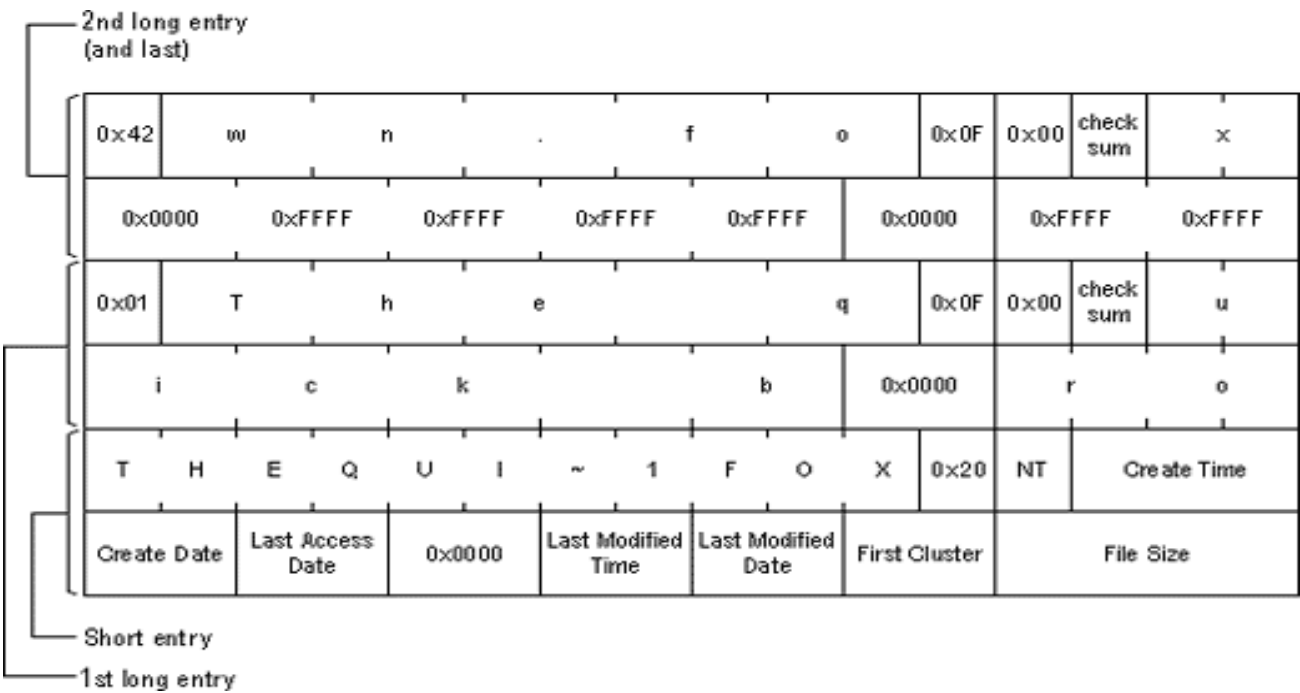 2nd long entry
(and last)
0x42 w n . f o 0x0F 0x00 check sum x
0x0000 0xFFFF 0xFFFF 0xFFFF 0xFFFF 0x0000 0xFFFF 0xFFFF
0x01 T h e q 0x0F 0x00 check sum u
i c k b 0x0000 r o
T H E Q U I ~ 1 F O X 0x20 NT Create Time
Create Date Last Access Date 0x0000 Last Modified Time Last Modified Date First Cluster File Size
Short entry
1st long entry